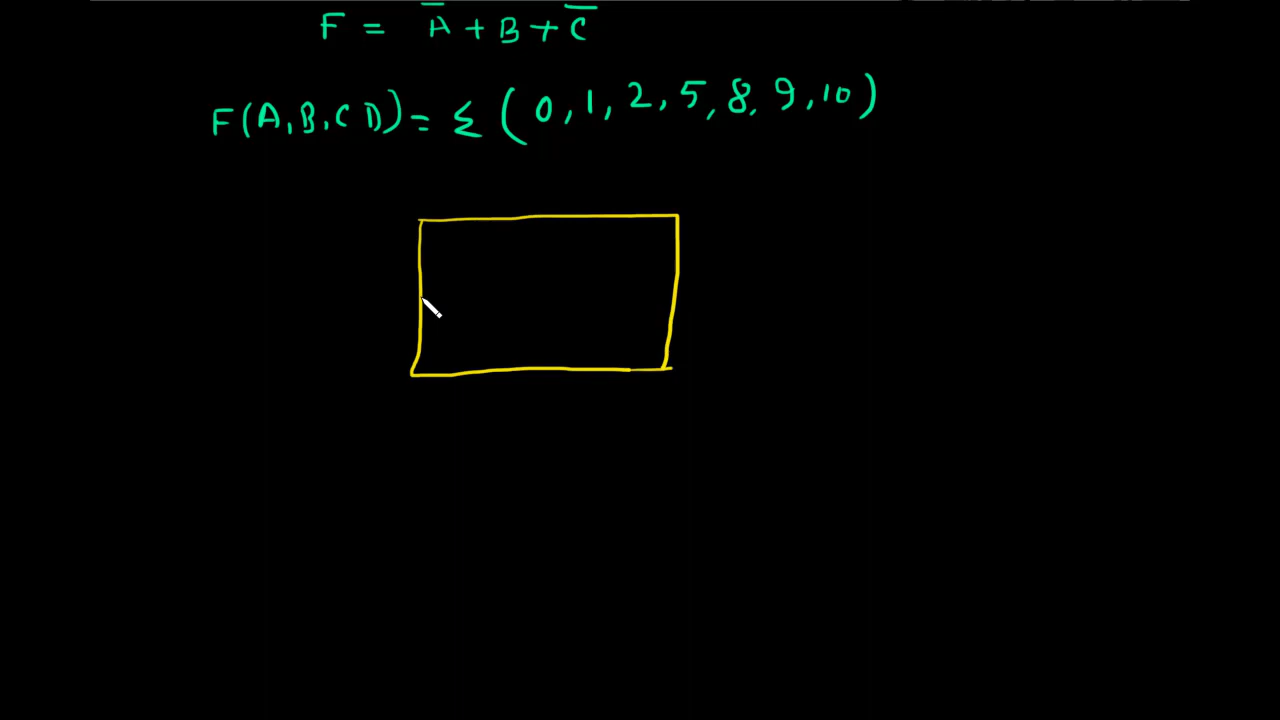 F = A̅ + B + C̅
F(A,B,C D) = Σ ( 0, 1, 2, 5, 8, 9, 10 )